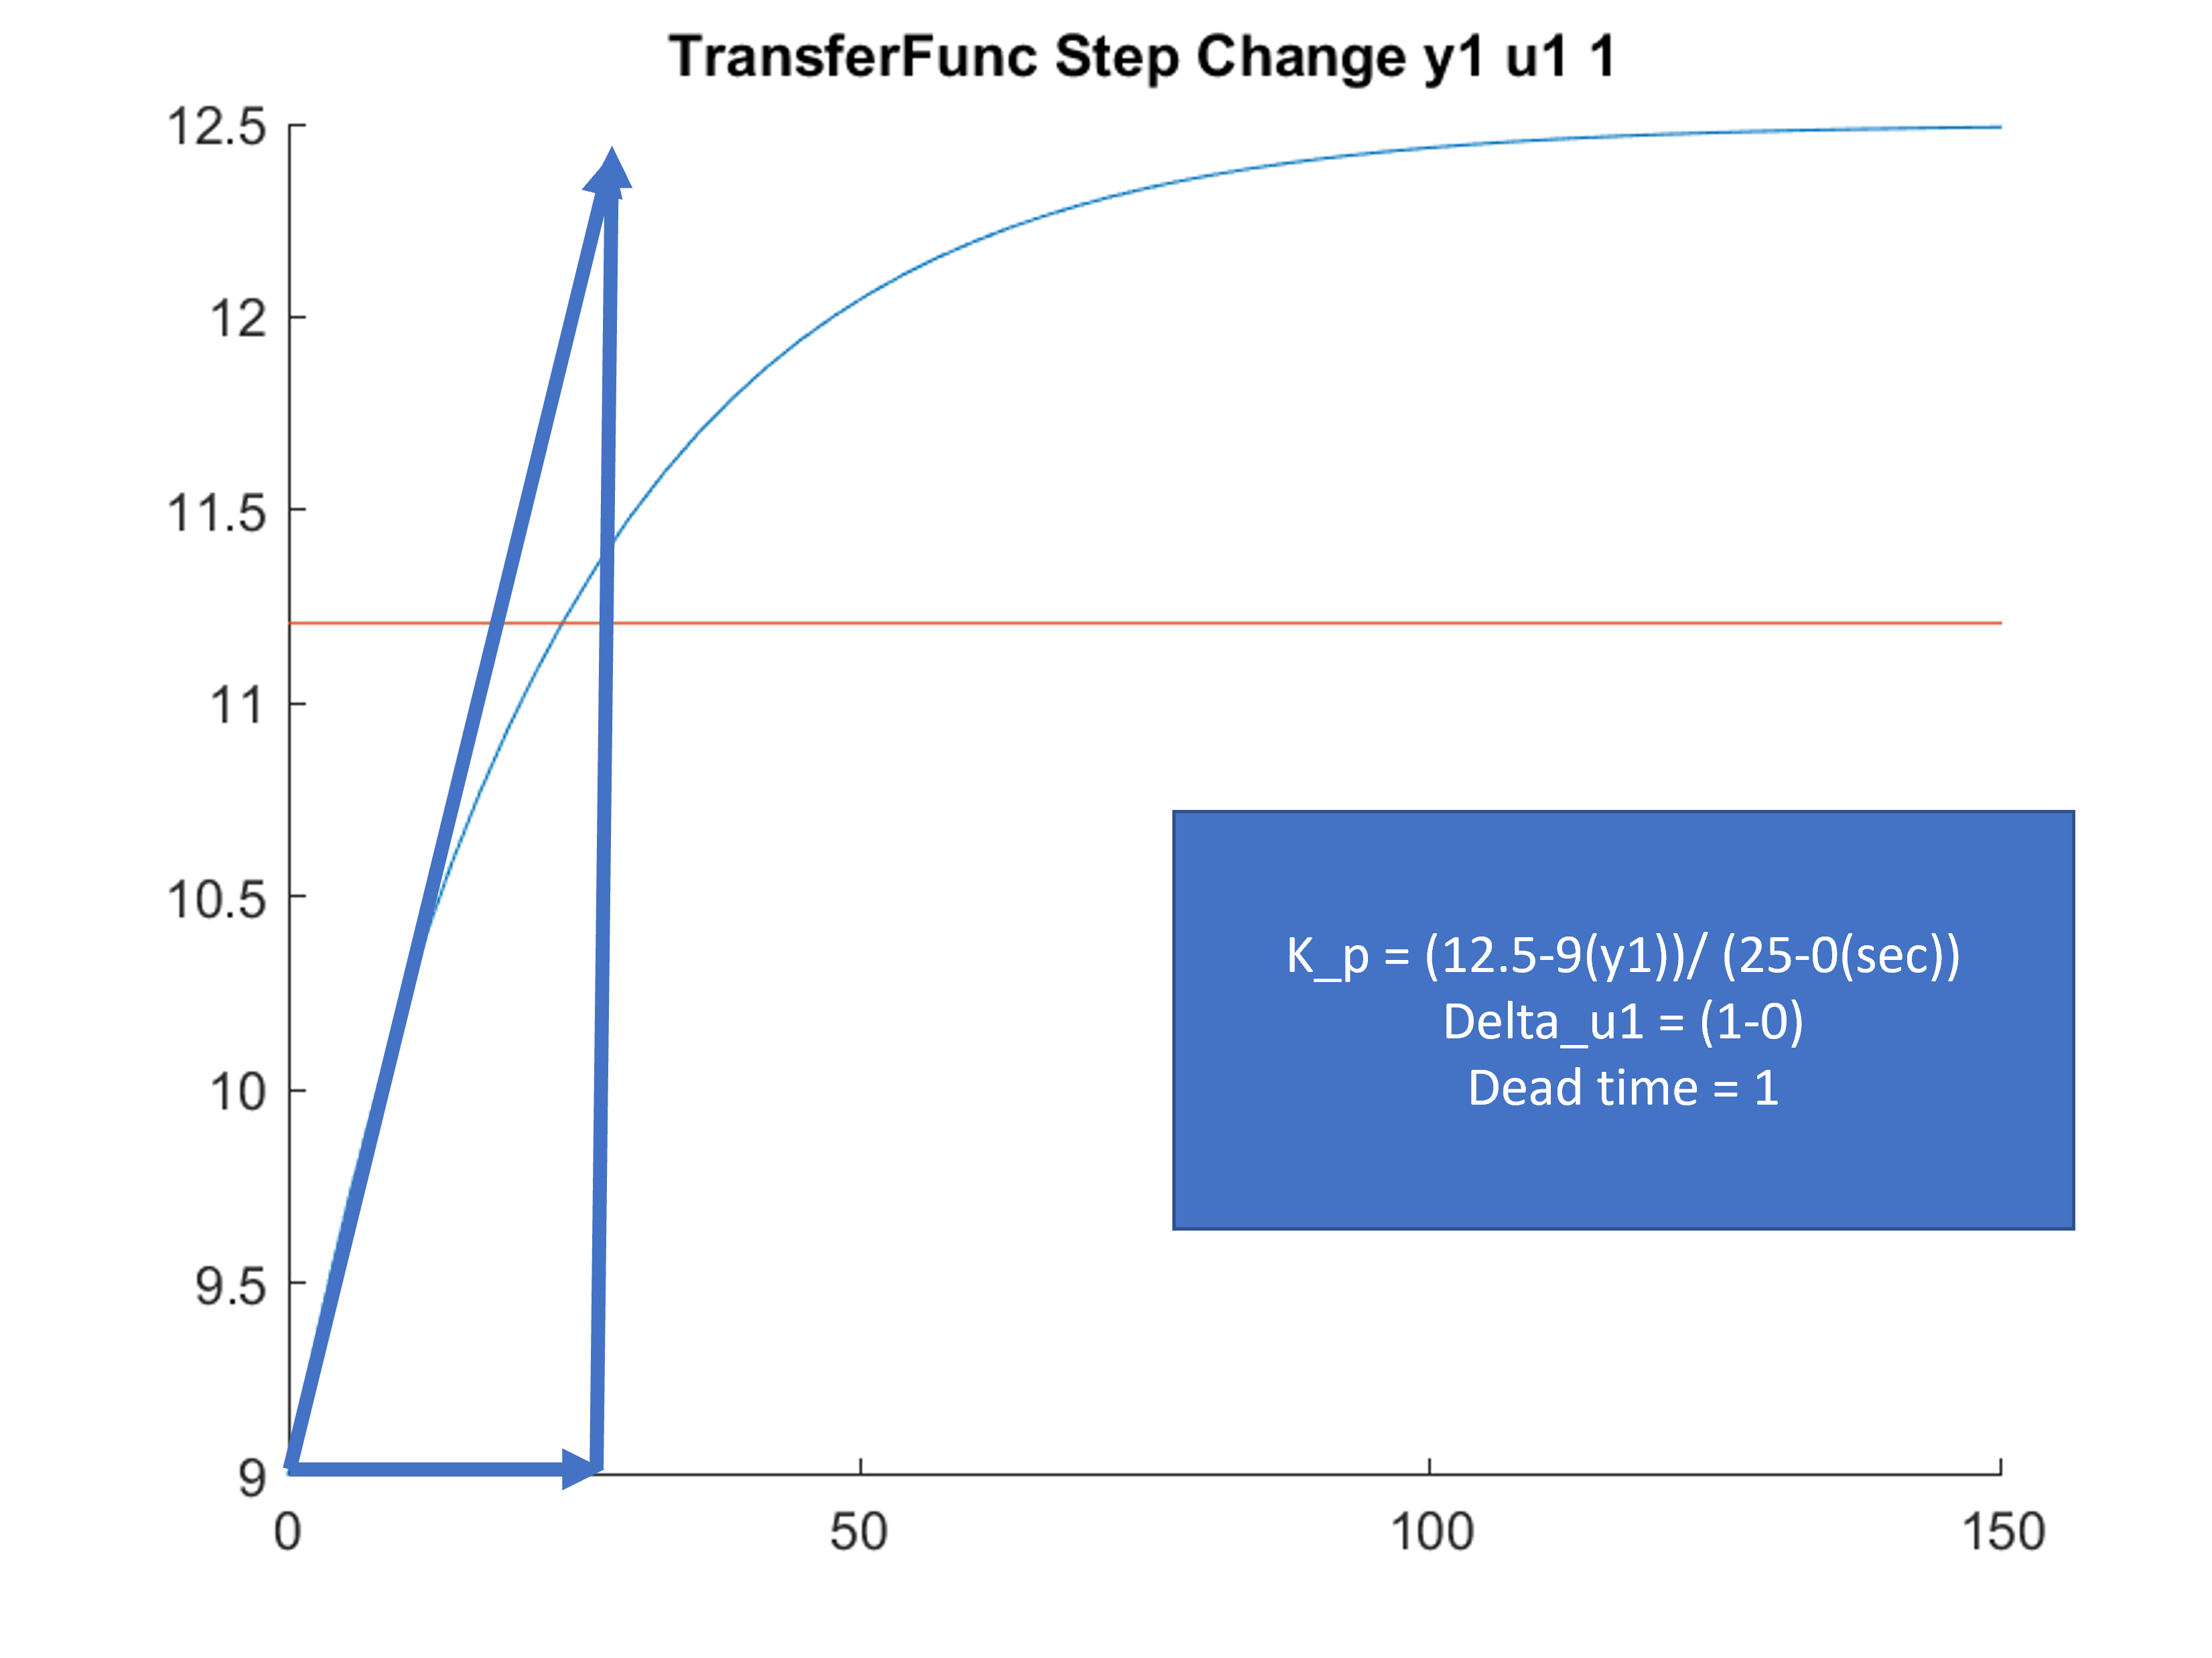 TransferFunc Step Change y1 u1 1
12.5
12
11.5
11
10.5
10
9.5
9
0 50 100 150
K_p = (12.5-9(y1))/ (25-0(sec))
Delta_u1 = (1-0)
Dead time = 1